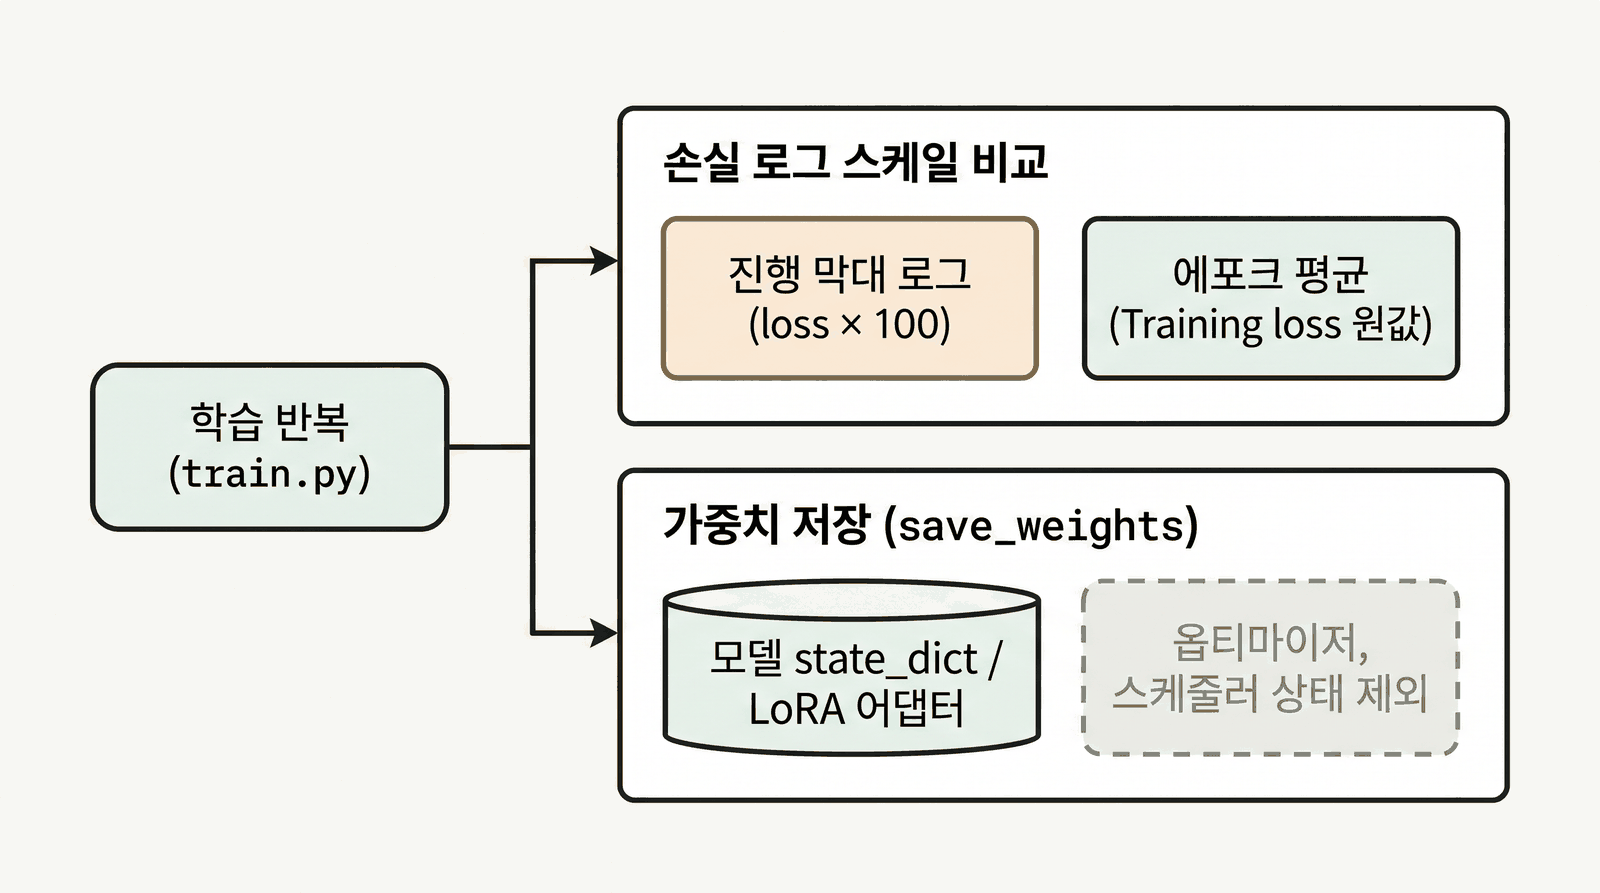 손실 로그 스케일 비교
진행 막대 로그
(loss × 100)
에포크 평균
(Training loss 원값)
학습 반복
(train.py)
가중치 저장 (save_weights)
모델 state_dict /
LoRA 어댑터
옵티마이저,
스케줄러 상태 제외